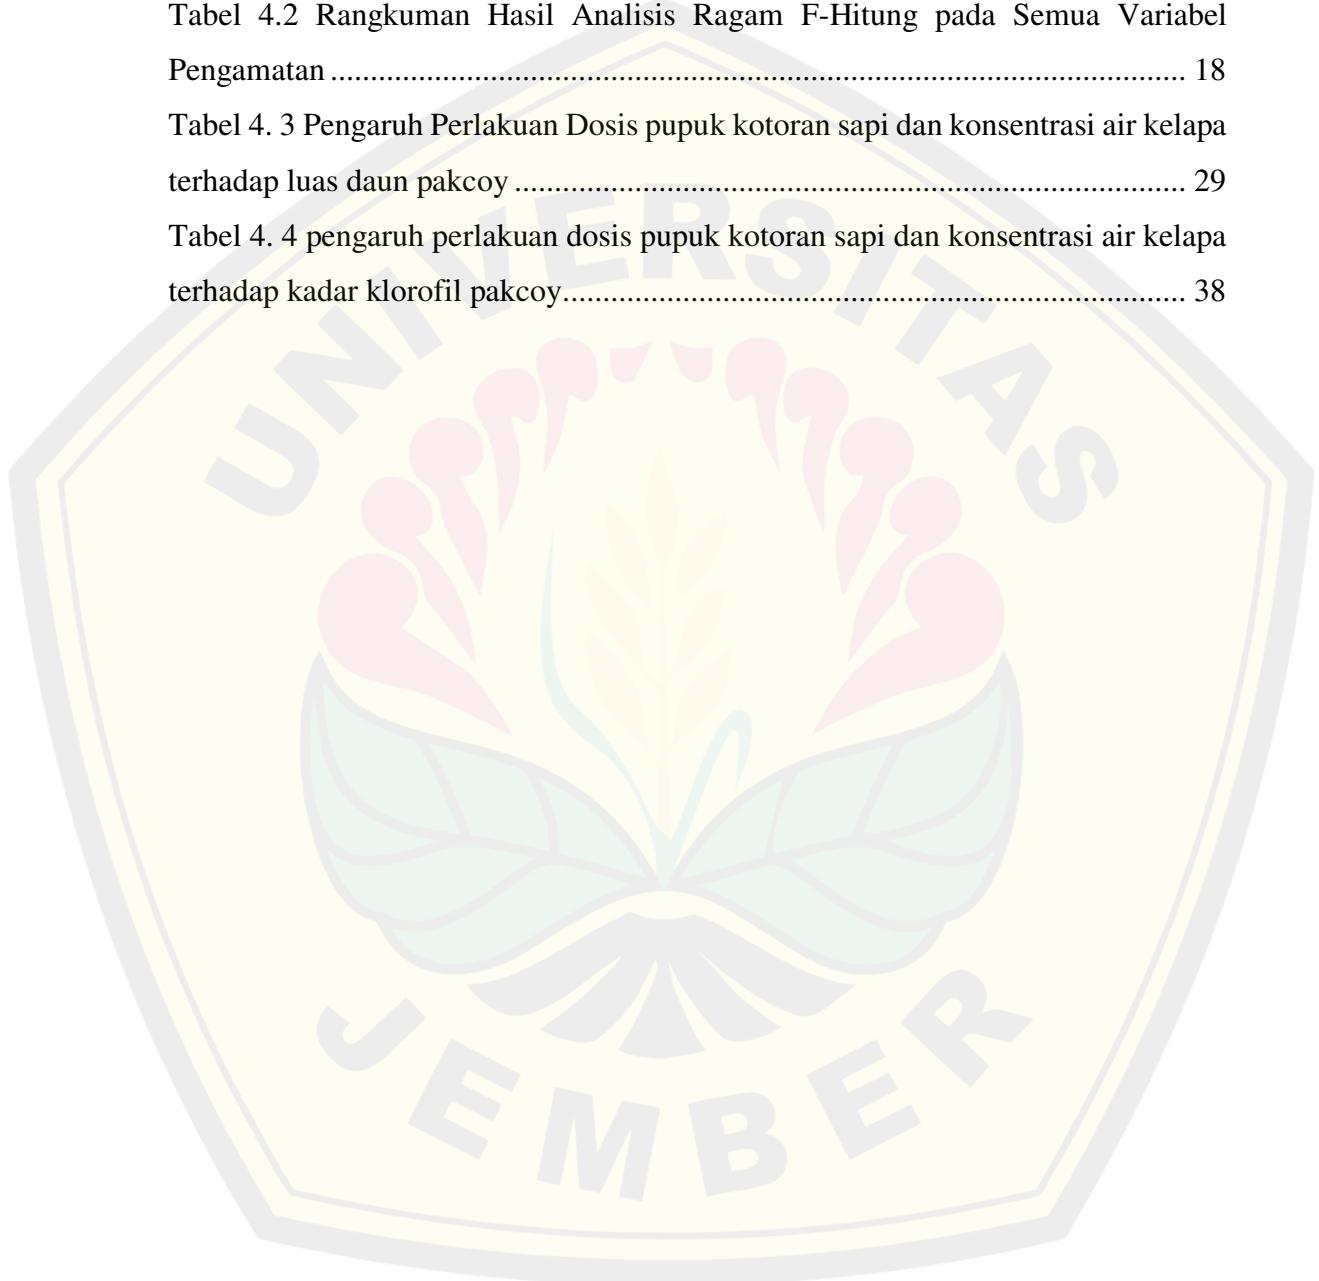 Tabel 4.2 Rangkuman Hasil Analisis Ragam F-Hitung pada Semua Variabel
Pengamatan ........................................................................................................... 18
Tabel 4. 3 Pengaruh Perlakuan Dosis pupuk kotoran sapi dan konsentrasi air kelapa
terhadap luas daun pakcoy .................................................................................... 29
Tabel 4. 4 pengaruh perlakuan dosis pupuk kotoran sapi dan konsentrasi air kelapa
terhadap kadar klorofil pakcoy.............................................................................. 38
UNIVERSITAS
JEMBER